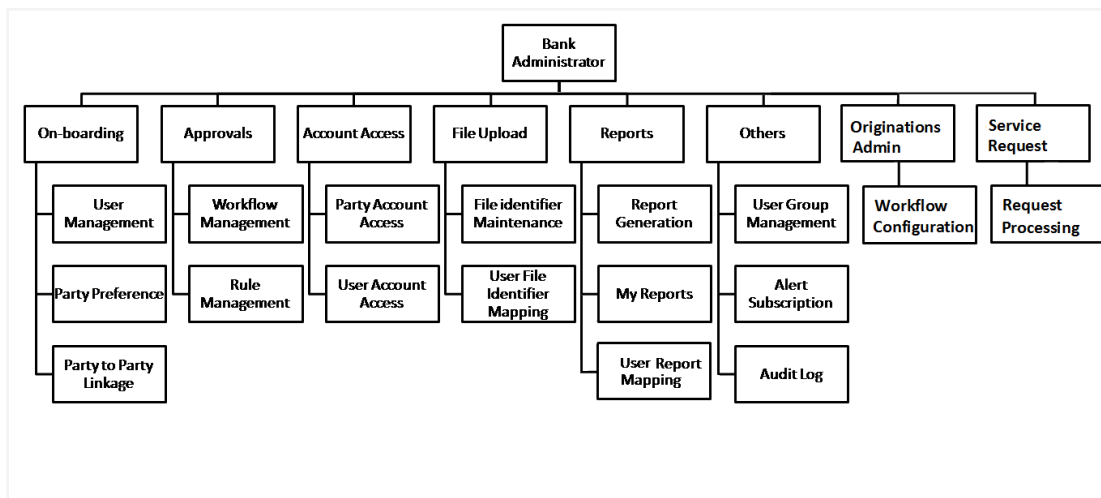 Bank
Administrator
On-boarding
Approvals
Account Access
File Upload
Reports
Others
Originations
Admin
Service
Request
User
Management
Workflow
Management
Party Account
Access
File identifier
Maintenance
Report
Generation
User Group
Management
Workflow
Configuration
Request
Processing
Party Preference
Rule
Management
User Account
Access
User File
Identifier
Mapping
My Reports
Alert
Subscription
Party to Party
Linkage
User Report
Mapping
Audit Log